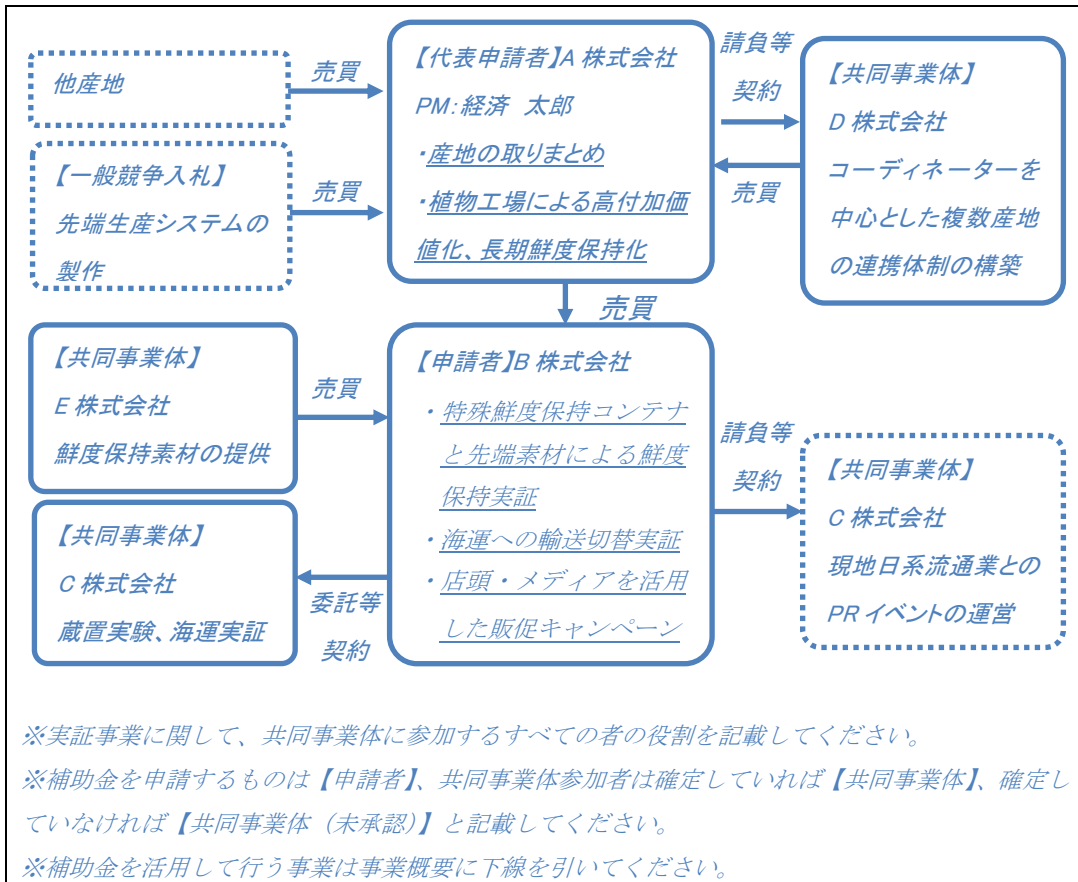 他産地
売買
【代表申請者】A 株式会社
PM:経済　太郎
・産地の取りまとめ
・植物工場による高付加価
値化、長期鮮度保持化
請負等
契約
売買
【共同事業体】
D 株式会社
コーディネーターを
中心とした複数産地
の連携体制の構築
【一般競争入札】
先端生産システムの
製作
売買
売買
【共同事業体】
E 株式会社
鮮度保持素材の提供
売買
【申請者】B 株式会社
・特殊鮮度保持コンテナ
と先端素材による鮮度
保持実証
・海運への輸送切替実証
・店頭・メディアを活用
した販促キャンペーン
請負等
契約
【共同事業体】
C 株式会社
現地日系流通業との
PR イベントの運営
【共同事業体】
C 株式会社
蔵置実験、海運実証
委託等
契約
※実証事業に関して、共同事業体に参加するすべての者の役割を記載してください。
※補助金を申請するものは【申請者】、共同事業体参加者は確定していれば【共同事業体】、確定し
ていなければ【共同事業体（未承認）】と記載してください。
※補助金を活用して行う事業は事業概要に下線を引いてください。